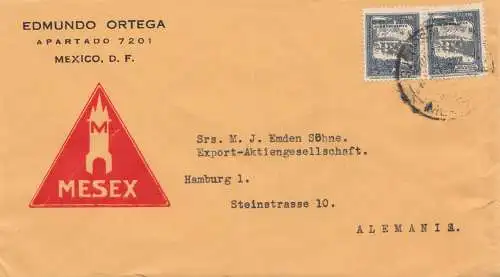 EDMUNDO ORTEGA
APARTADO 7201
MEXICO, D. F.
M
MESEX
Srs. M. J. Emden Söhne.
Export-Aktiengesellschaft.
Hamburg 1.
Steinstrasse 10.
ALEMANIA.